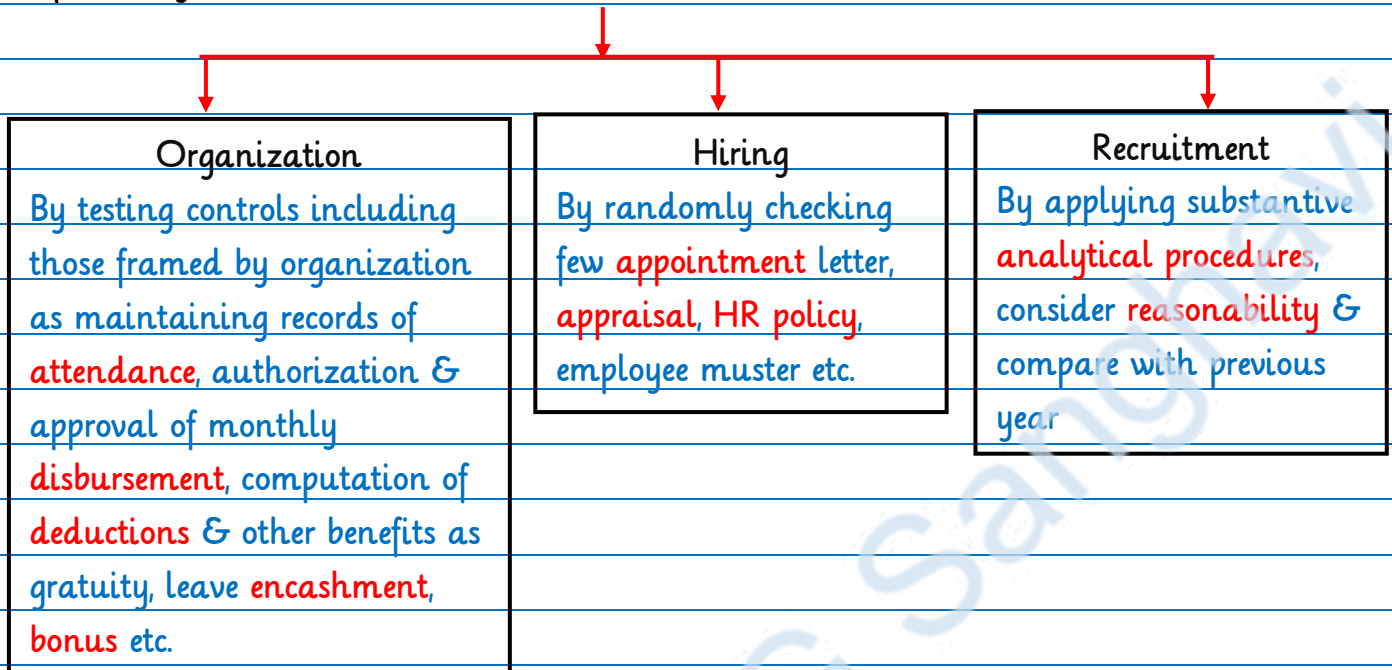 Organization
By testing controls including
those framed by organization
as maintaining records of
attendance, authorization &
approval of monthly
disbursement, computation of
deductions & other benefits as
gratuity, leave encashment,
bonus etc.
Hiring
By randomly checking
few appointment letter,
appraisal, HR policy,
employee muster etc.
Recruitment
By applying substantive
analytical procedures,
consider reasonability &
compare with previous
year
Sanghavi